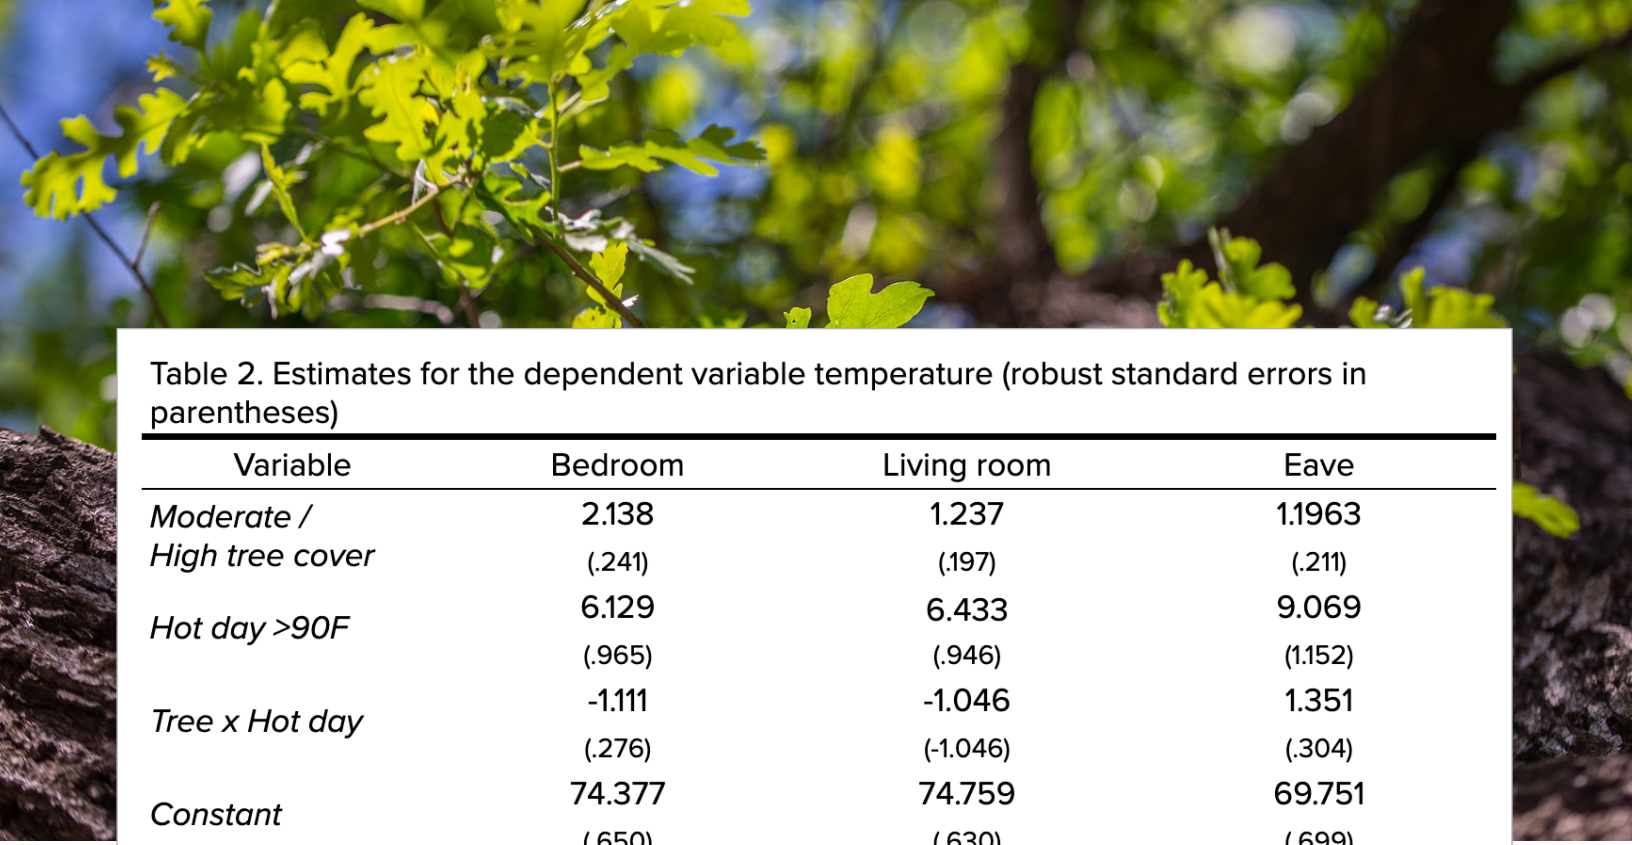 Table 2. Estimates for the dependent variable temperature (robust standard errors in
parentheses)
Variable Bedroom Living room Eave
Moderate / 2.138 1.237 1.1963
High tree cover (.241) (.197) (.211)
Hot day >90F 6.129 6.433 9.069
(.965) (.946) (1.152)
Tree x Hot day -1.111 -1.046 1.351
(.276) (-1.046) (.304)
Constant 74.377 74.759 69.751
(.650) (.630) (.699)